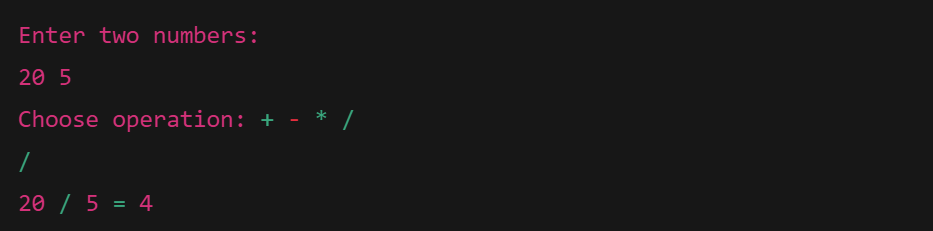 Enter two numbers:
20 5
Choose operation: + - * /
/
20 / 5 = 4